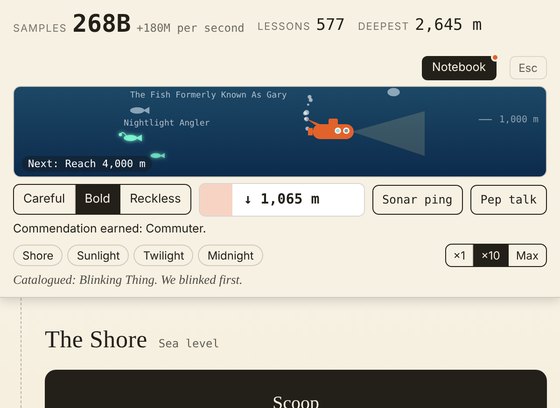 SAMPLES 268B +180M per second LESSONS 577 DEEPEST 2,645 m
Notebook Esc
The Fish Formerly Known As Gary
Nightlight Angler
1,000 m
Next: Reach 4,000 m
Careful Bold Reckless ↓ 1,065 m Sonar ping Pep talk
Commendation earned: Commuter.
Shore Sunlight Twilight Midnight ×1 ×10 Max
Catalogued: Blinking Thing. We blinked first.
The Shore Sea level
Scoop